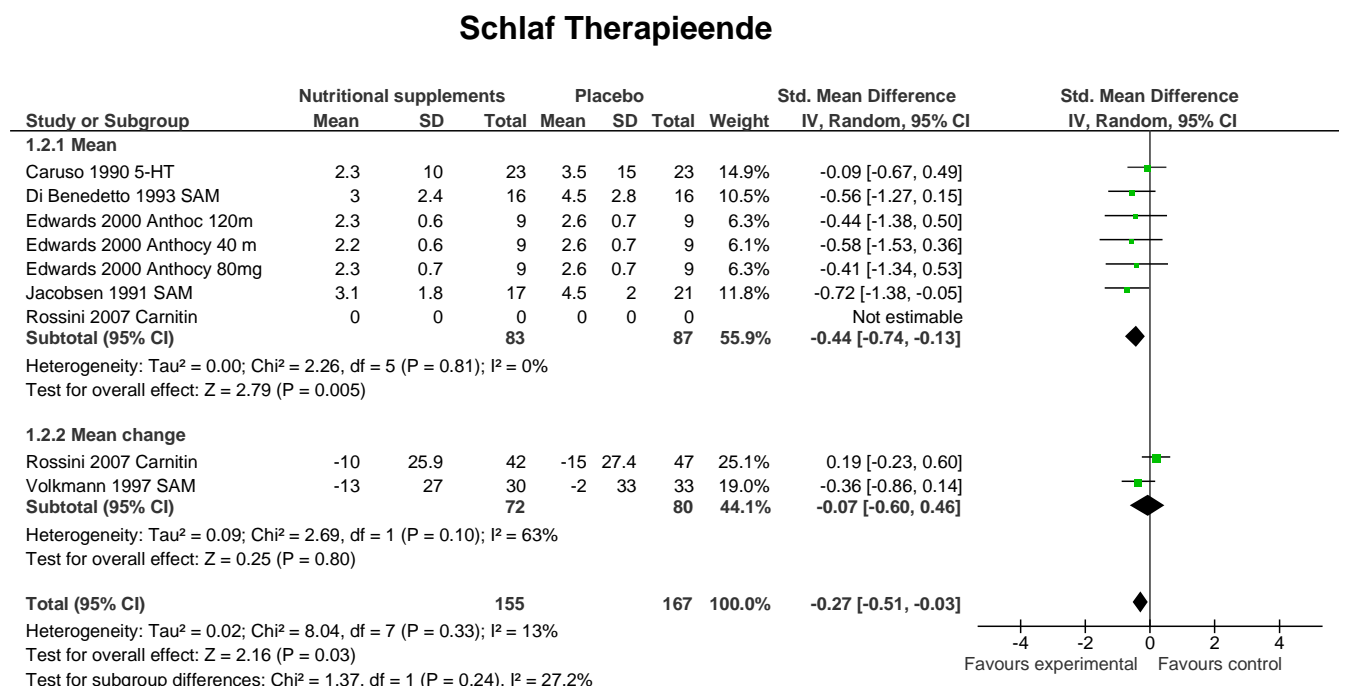 Schlaf Therapieende
Nutritional supplements Placebo Std. Mean Difference Std. Mean Difference
Study or Subgroup Mean SD Total Mean SD Total Weight IV, Random, 95% CI IV, Random, 95% CI
1.2.1 Mean
Caruso 1990 5-HT 2.3 10 23 3.5 15 23 14.9% -0.09 [-0.67, 0.49]
Di Benedetto 1993 SAM 3 2.4 16 4.5 2.8 16 10.5% -0.56 [-1.27, 0.15]
Edwards 2000 Anthoc 120m 2.3 0.6 9 2.6 0.7 9 6.3% -0.44 [-1.38, 0.50]
Edwards 2000 Anthocy 40 m 2.2 0.6 9 2.6 0.7 9 6.1% -0.58 [-1.53, 0.36]
Edwards 2000 Anthocy 80mg 2.3 0.7 9 2.6 0.7 9 6.3% -0.41 [-1.34, 0.53]
Jacobsen 1991 SAM 3.1 1.8 17 4.5 2 21 11.8% -0.72 [-1.38, -0.05]
Rossini 2007 Carnitin 0 0 0 0 0 0 Not estimable
Subtotal (95% CI) 83 87 55.9% -0.44 [-0.74, -0.13]
Heterogeneity: Tau² = 0.00; Chi² = 2.26, df = 5 (P = 0.81); I² = 0%
Test for overall effect: Z = 2.79 (P = 0.005)
1.2.2 Mean change
Rossini 2007 Carnitin -10 25.9 42 -15 27.4 47 25.1% 0.19 [-0.23, 0.60]
Volkmann 1997 SAM -13 27 30 -2 33 33 19.0% -0.36 [-0.86, 0.14]
Subtotal (95% CI) 72 80 44.1% -0.07 [-0.60, 0.46]
Heterogeneity: Tau² = 0.09; Chi² = 2.69, df = 1 (P = 0.10); I² = 63%
Test for overall effect: Z = 0.25 (P = 0.80)
Total (95% CI) 155 167 100.0% -0.27 [-0.51, -0.03]
Heterogeneity: Tau² = 0.02; Chi² = 8.04, df = 7 (P = 0.33); I² = 13%
Test for overall effect: Z = 2.16 (P = 0.03)
Test for subgroup differences: Chi² = 1.37, df = 1 (P = 0.24), I² = 27.2%
-4 -2 0 2 4
Favours experimental Favours control